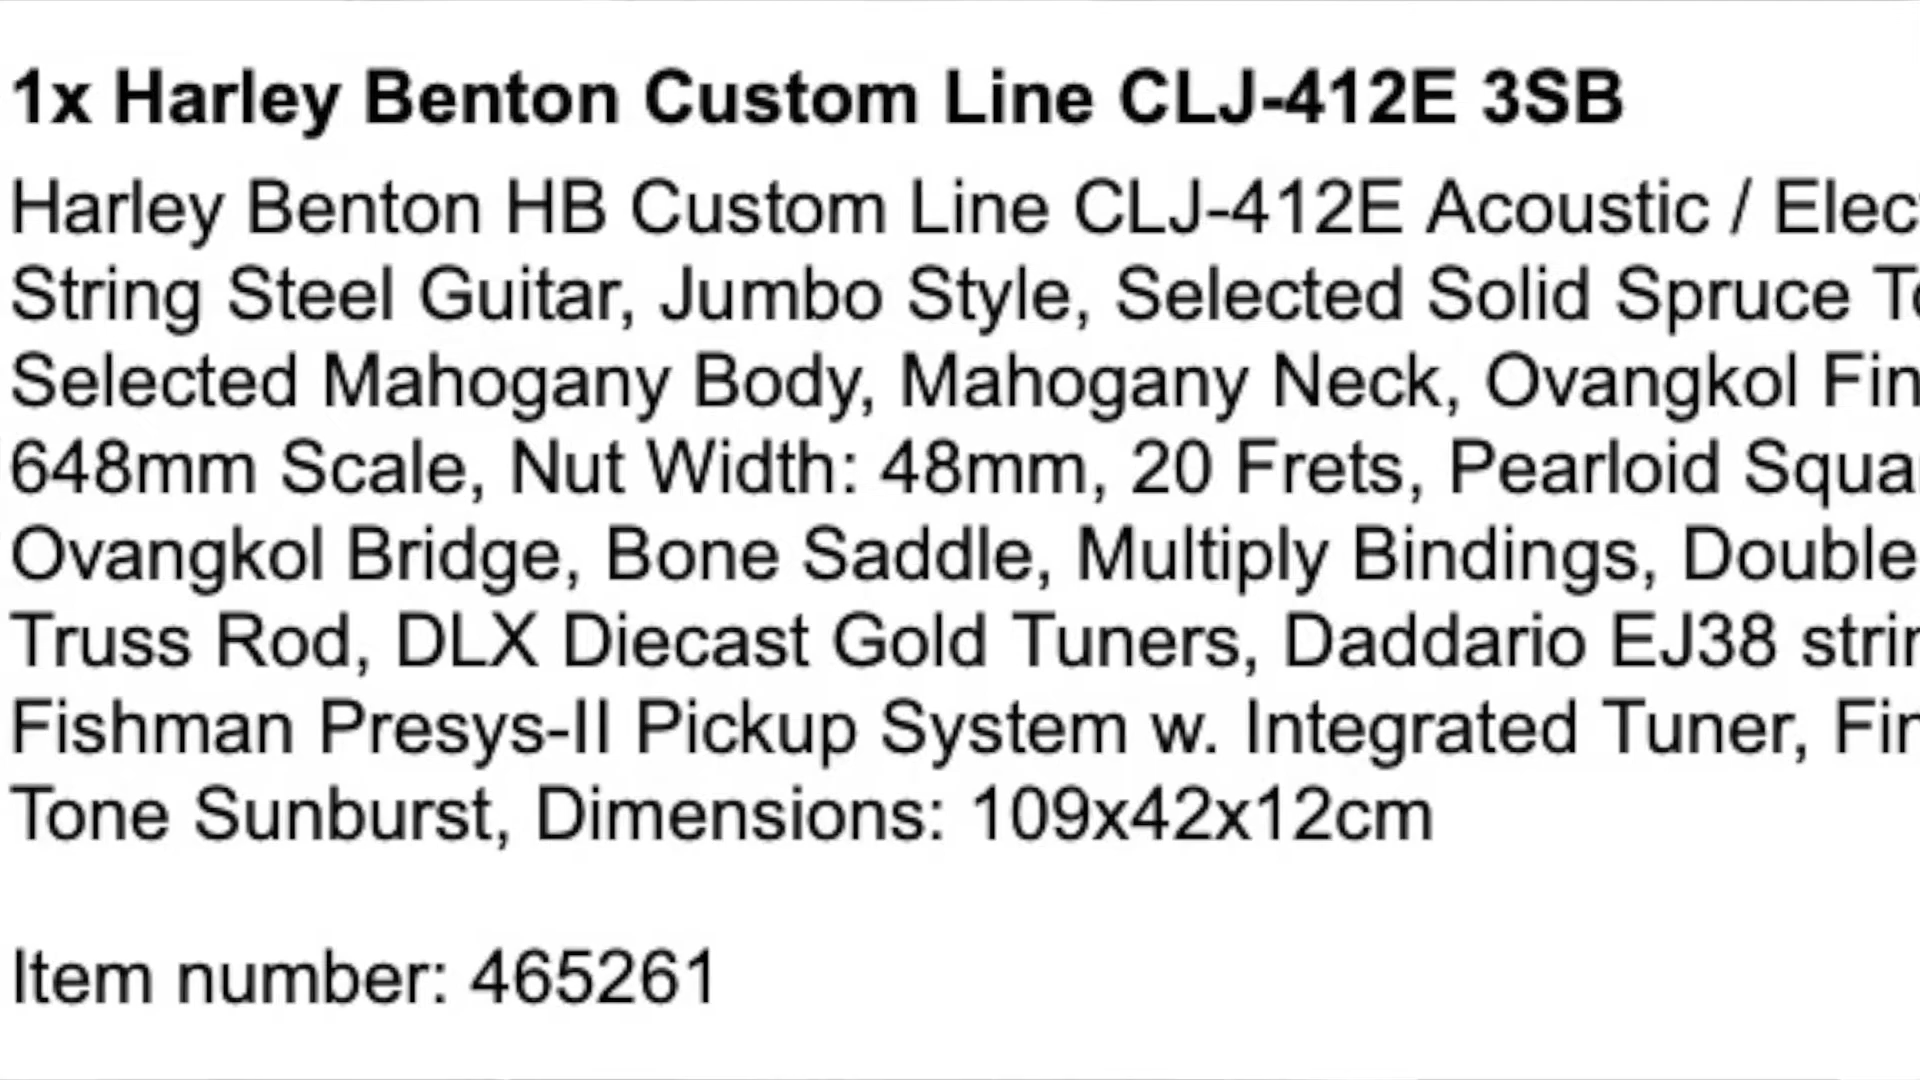 1x Harley Benton Custom Line CLJ-412E 3SB
Harley Benton HB Custom Line CLJ-412E Acoustic / Elec
String Steel Guitar, Jumbo Style, Selected Solid Spruce
Selected Mahogany Body, Mahogany Neck, Ovangkol Fin
648mm Scale, Nut Width: 48mm, 20 Frets, Pearloid Squa
Ovangkol Bridge, Bone Saddle, Multiply Bindings, Double
Truss Rod, DLX Diecast Gold Tuners, Daddario EJ38 strin
Fishman Presys-II Pickup System w. Integrated Tuner, Fin
Tone Sunburst, Dimensions: 109x42x12cm
Item number: 465261